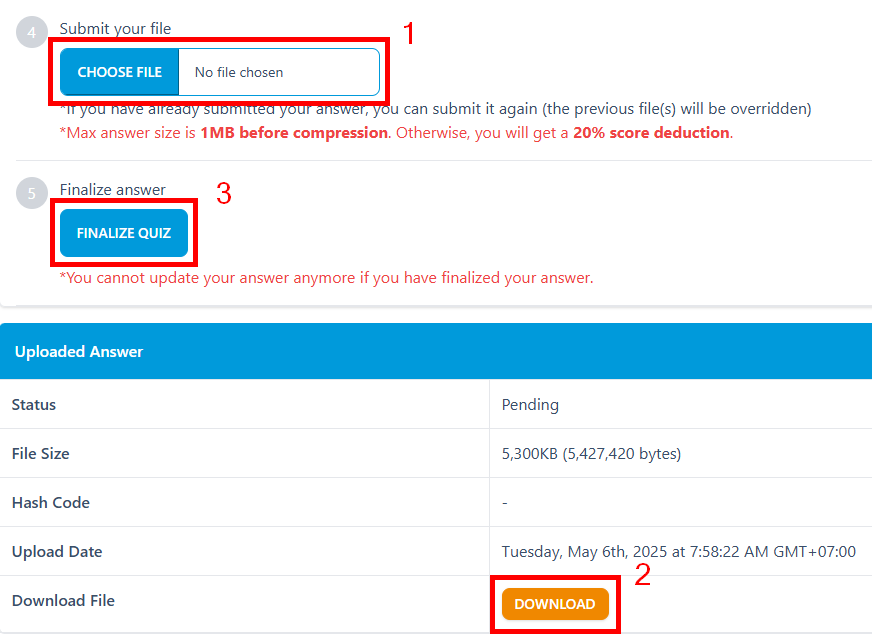 4 Submit your file 1
CHOOSE FILE No file chosen
*If you have already submitted your answer, you can submit it again (the previous file(s) will be overridden)
*Max answer size is 1MB before compression. Otherwise, you will get a 20% score deduction.
5 Finalize answer 3
FINALIZE QUIZ
*You cannot update your answer anymore if you have finalized your answer.
Uploaded Answer
Status Pending
File Size 5,300KB (5,427,420 bytes)
Hash Code -
Upload Date Tuesday, May 6th, 2025 at 7:58:22 AM GMT+07:00
2
Download File DOWNLOAD